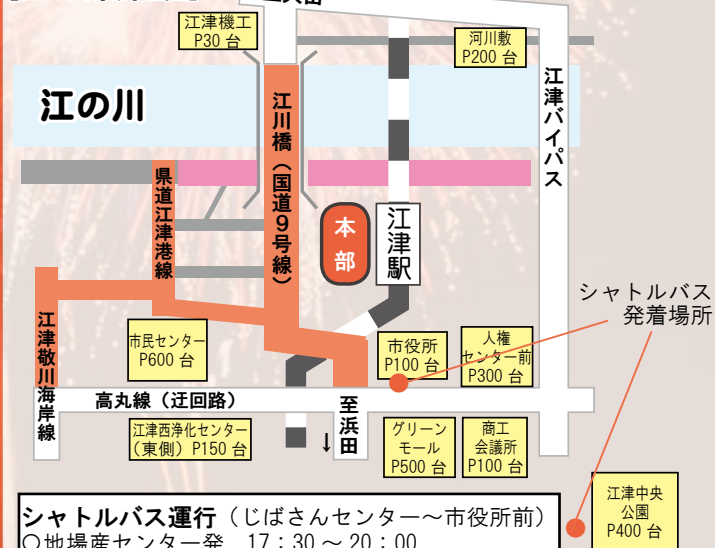 江津機工
P30 台
河川敷
P200 台
江の川
江津バイパス
江川橋（国道９号線）
県道江津港線
本部
江津駅
シャトルバス
発着場所
江津敬川海岸線
市民センター
P600 台
市役所
P100 台
人権
センター前
P300 台
高丸線（迂回路）
至浜田
↓
江津西浄化センター
（東側）P150 台
グリーン
モール
P500 台
商工
会議所
P100 台
江津中央
公園
P400 台
シャトルバス運行（じばさんセンター～市役所前）
○地場産センター発　17：30 ～ 20：00